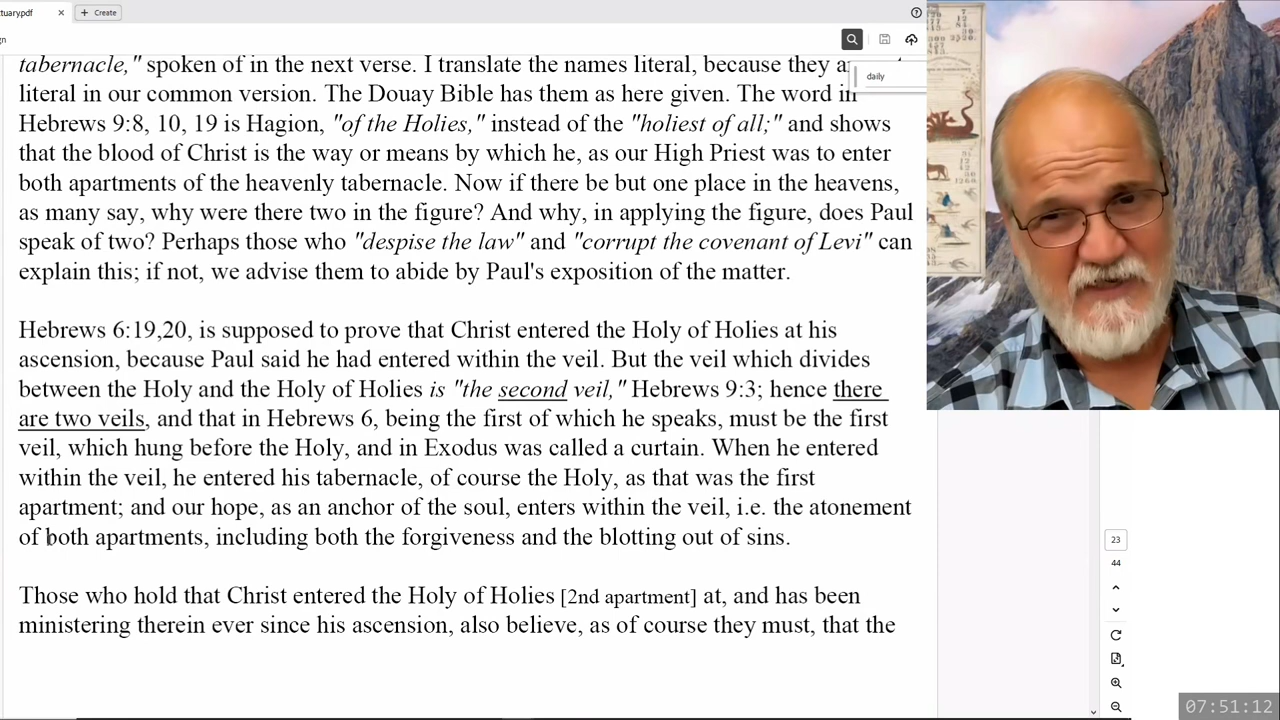 ctuary.pdf
Create
gn
daily
tabernacle," spoken of in the next verse. I translate the names literal, because they
literal in our common version. The Douay Bible has them as here given. The word in
Hebrews 9:8, 10, 19 is Hagion, "of the Holies," instead of the "holiest of all;" and shows
that the blood of Christ is the way or means by which he, as our High Priest was to enter
both apartments of the heavenly tabernacle. Now if there be but one place in the heavens,
as many say, why were there two in the figure? And why, in applying the figure, does Paul
speak of two? Perhaps those who "despise the law" and "corrupt the covenant of Levi" can
explain this; if not, we advise them to abide by Paul's exposition of the matter.
Hebrews 6:19,20, is supposed to prove that Christ entered the Holy of Holies at his
ascension, because Paul said he had entered within the veil. But the veil which divides
between the Holy and the Holy of Holies is "the second veil," Hebrews 9:3; hence there
are two veils, and that in Hebrews 6, being the first of which he speaks, must be the first
veil, which hung before the Holy, and in Exodus was called a curtain. When he entered
within the veil, he entered his tabernacle, of course the Holy, as that was the first
apartment; and our hope, as an anchor of the soul, enters within the veil, i.e. the atonement
of both apartments, including both the forgiveness and the blotting out of sins.
Those who hold that Christ entered the Holy of Holies [2nd apartment] at, and has been
ministering therein ever since his ascension, also believe, as of course they must, that the
23
44
07:51:12